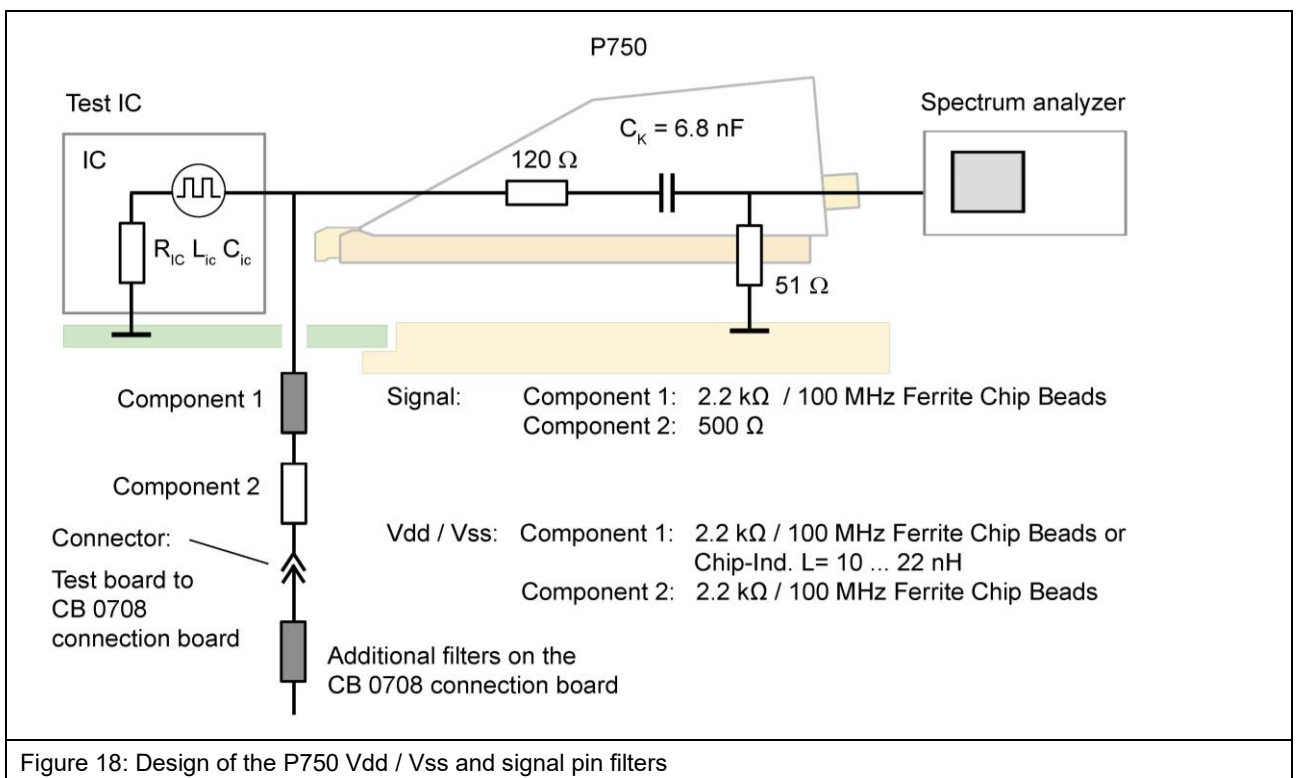 P750
Test IC
Spectrum analyzer
IC
C_K = 6.8 nF
120 Ω
R_IC L_ic C_ic
51 Ω
Component 1
Signal: Component 1: 2.2 kΩ / 100 MHz Ferrite Chip Beads
Component 2: 500 Ω
Component 2
Connector:
Test board to
CB 0708
connection board
Vdd / Vss: Component 1: 2.2 kΩ / 100 MHz Ferrite Chip Beads or
Chip-Ind. L= 10 ... 22 nH
Component 2: 2.2 kΩ / 100 MHz Ferrite Chip Beads
Additional filters on the
CB 0708 connection board
Figure 18: Design of the P750 Vdd / Vss and signal pin filters